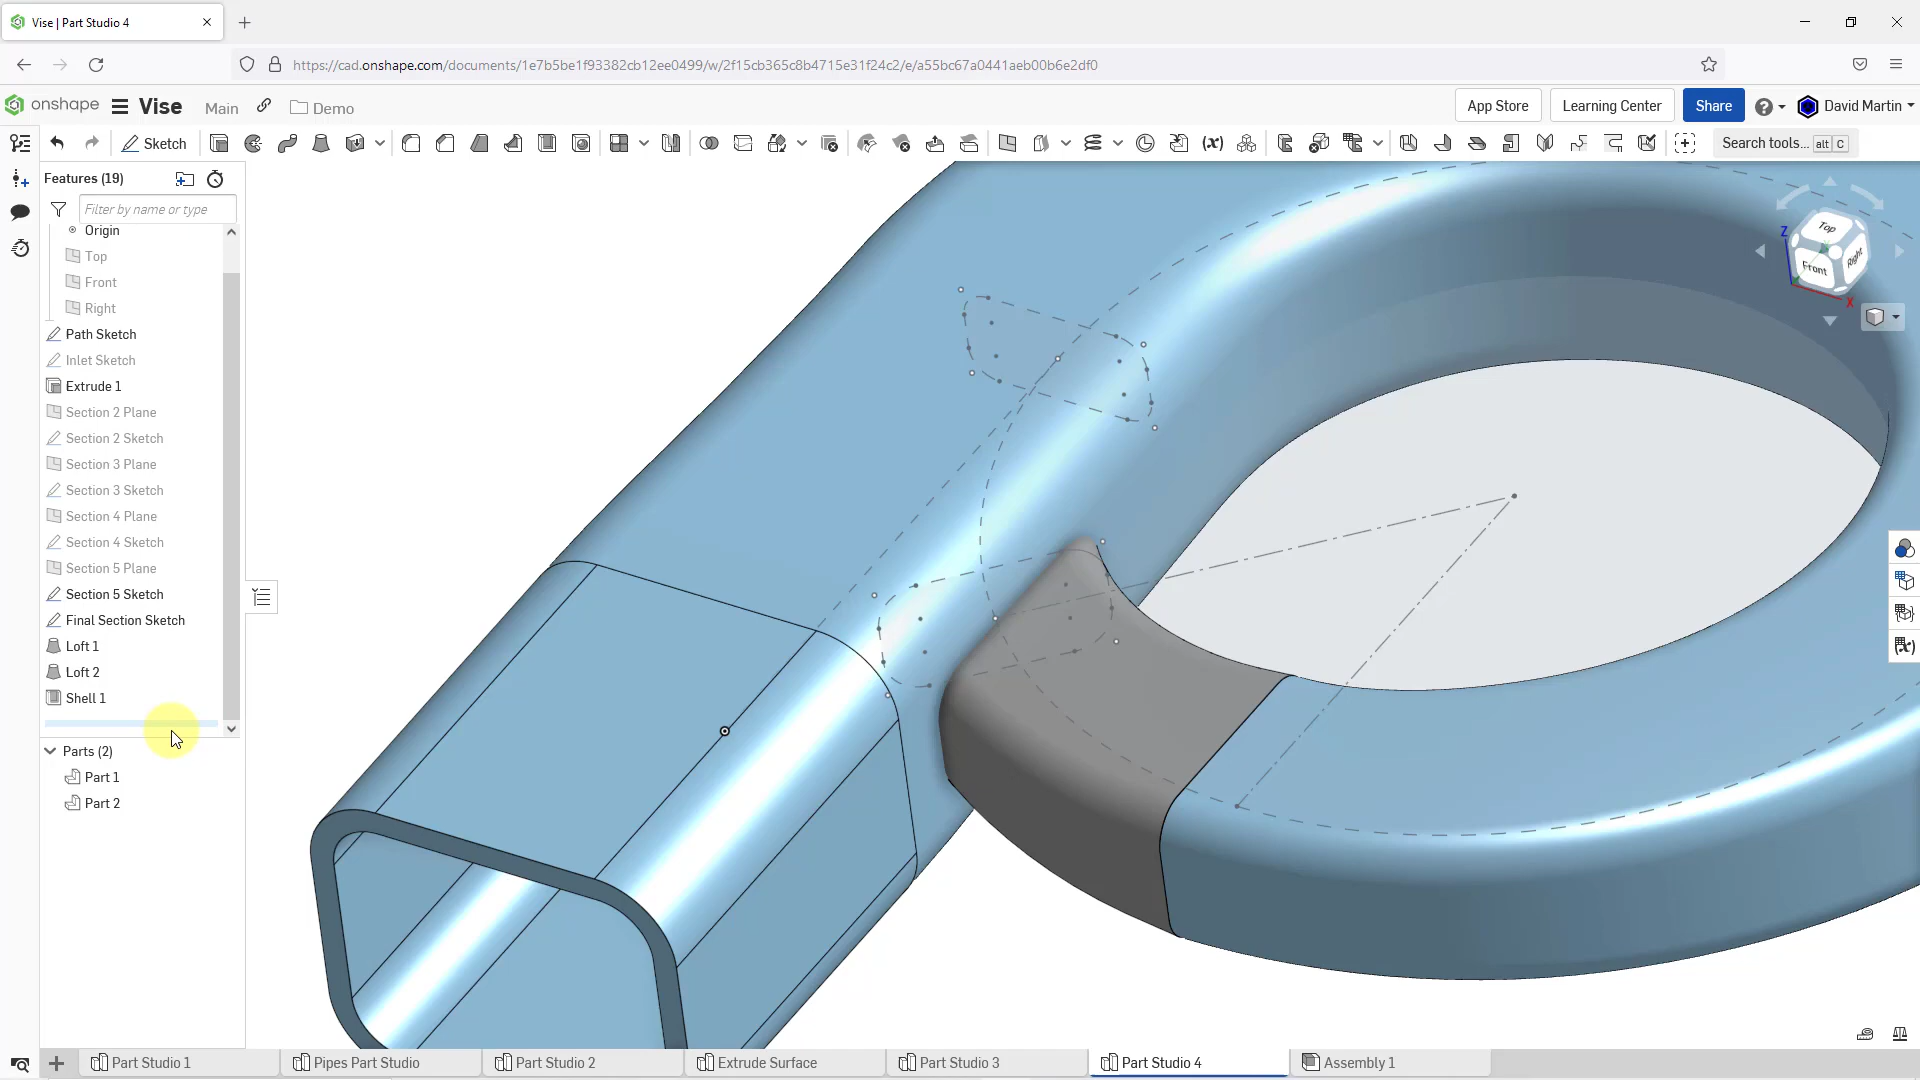 Vise | Part Studio 4
https://cad.onshape.com/documents/1e7b5be1f93382cb12ee0499/w/2f15cb365c8b4715e31f24c2/e/a55bc67a0441aeb00b6e2df0
onshape Vise Main Demo App Store Learning Center Share David Martin
Sketch (x) Search tools... alt C
Features (19)
Filter by name or type
Origin
Top
Front
Right
Path Sketch
Inlet Sketch
Extrude 1
Section 2 Plane
Section 2 Sketch
Section 3 Plane
Section 3 Sketch
Section 4 Plane
Section 4 Sketch
Section 5 Plane
Section 5 Sketch
Final Section Sketch
Loft 1
Loft 2
Shell 1
Parts (2)
Part 1
Part 2
Z
Top
Front
Right
X
(x)
Part Studio 1 Pipes Part Studio Part Studio 2 Extrude Surface Part Studio 3 Part Studio 4 Assembly 1